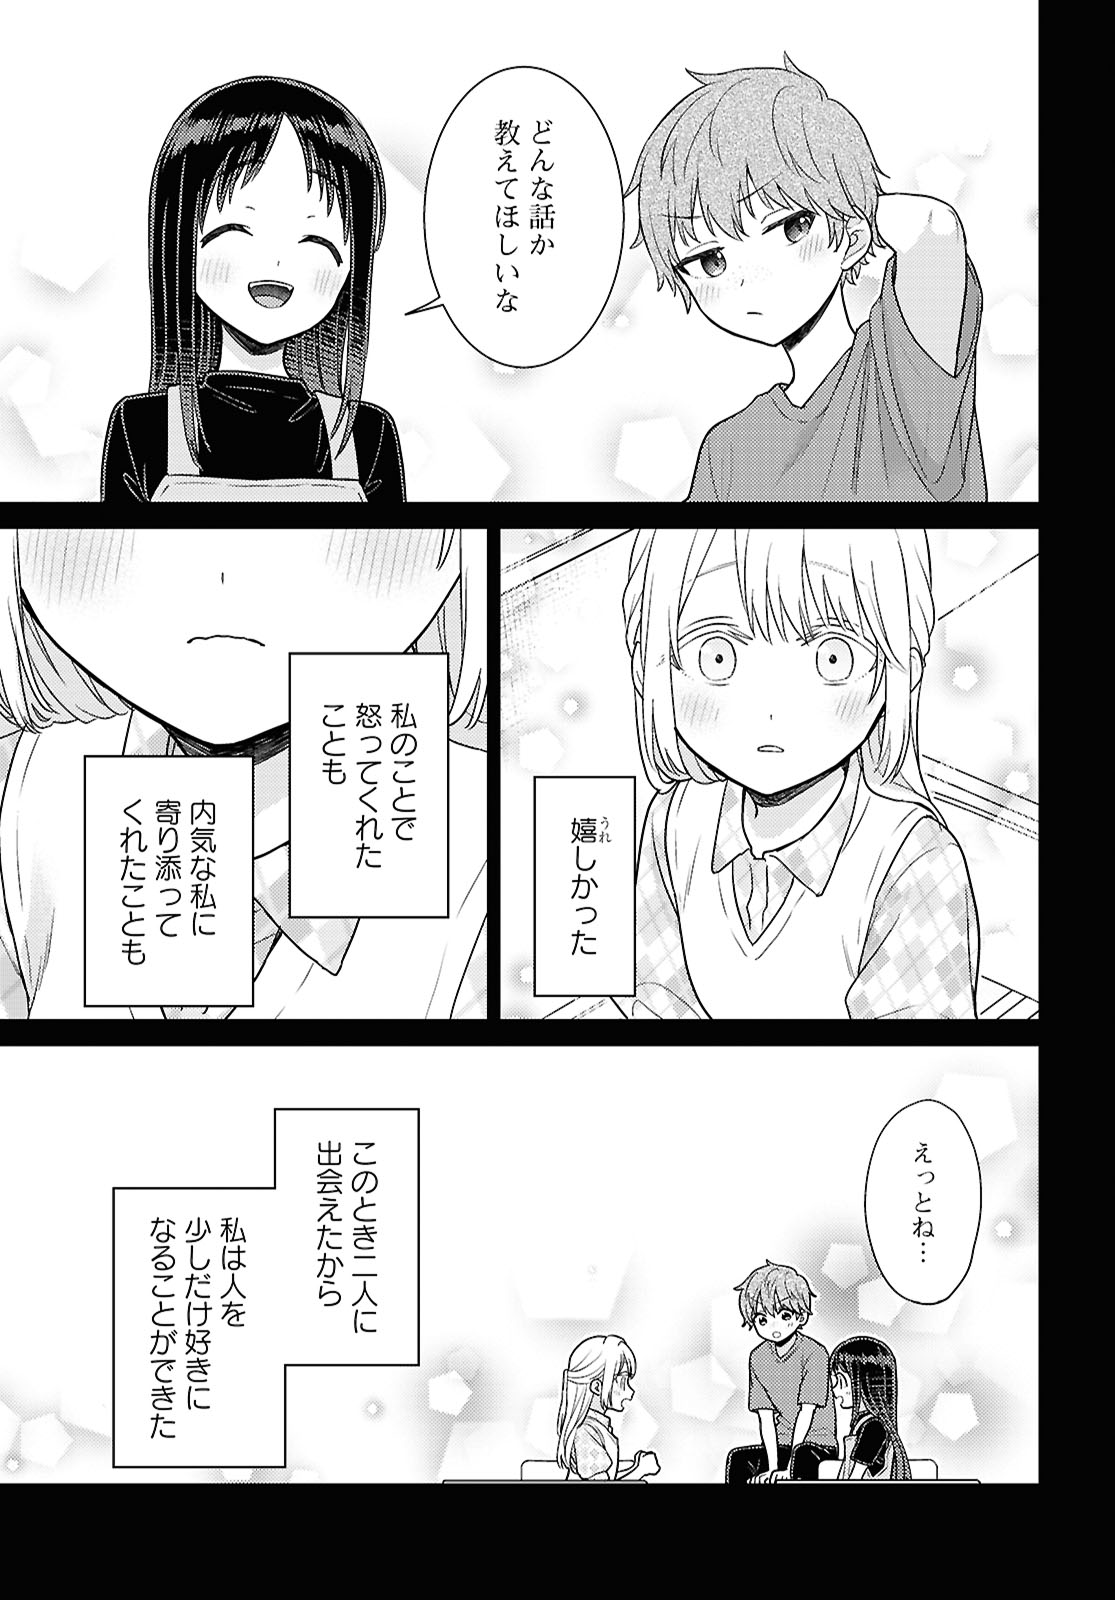 どんな話か
教えてほしいな
嬉しかった
うれ
私のことで
怒ってくれた
ことも
内気な私に
寄り添って
くれたことも
えっとね…
このとき二人に
出会えたから
私は人を
少しだけ好きに
なることができた